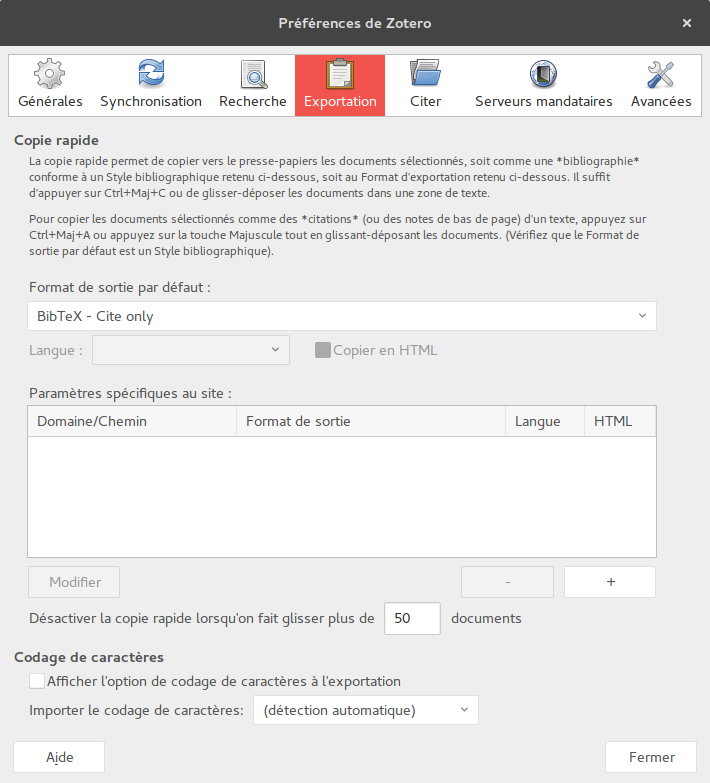 Préférences de Zotero
Générales Synchronisation Recherche Exportation Citer Serveurs mandataires Avancées
Copie rapide
La copie rapide permet de copier vers le presse-papiers les documents sélectionnés, soit comme une *bibliographie*
conforme à un Style bibliographique retenu ci-dessous, soit au Format d'exportation retenu ci-dessous. Il suffit
d'appuyer sur Ctrl+Maj+C ou de glisser-déposer les documents dans une zone de texte.
Pour copier les documents sélectionnés comme des *citations* (ou des notes de bas de page) d'un texte, appuyez sur
Ctrl+Maj+A ou appuyez sur la touche Majuscule tout en glissant-déposant les documents. (Vérifiez que le Format de
sortie par défaut est un Style bibliographique).
Format de sortie par défaut :
BibTeX - Cite only
Langue : Copier en HTML
Paramètres spécifiques au site :
Domaine/Chemin Format de sortie Langue HTML
Modifier - +
Désactiver la copie rapide lorsqu'on fait glisser plus de 50 documents
Codage de caractères
Afficher l'option de codage de caractères à l'exportation
Importer le codage de caractères: (détection automatique)
Aide Fermer